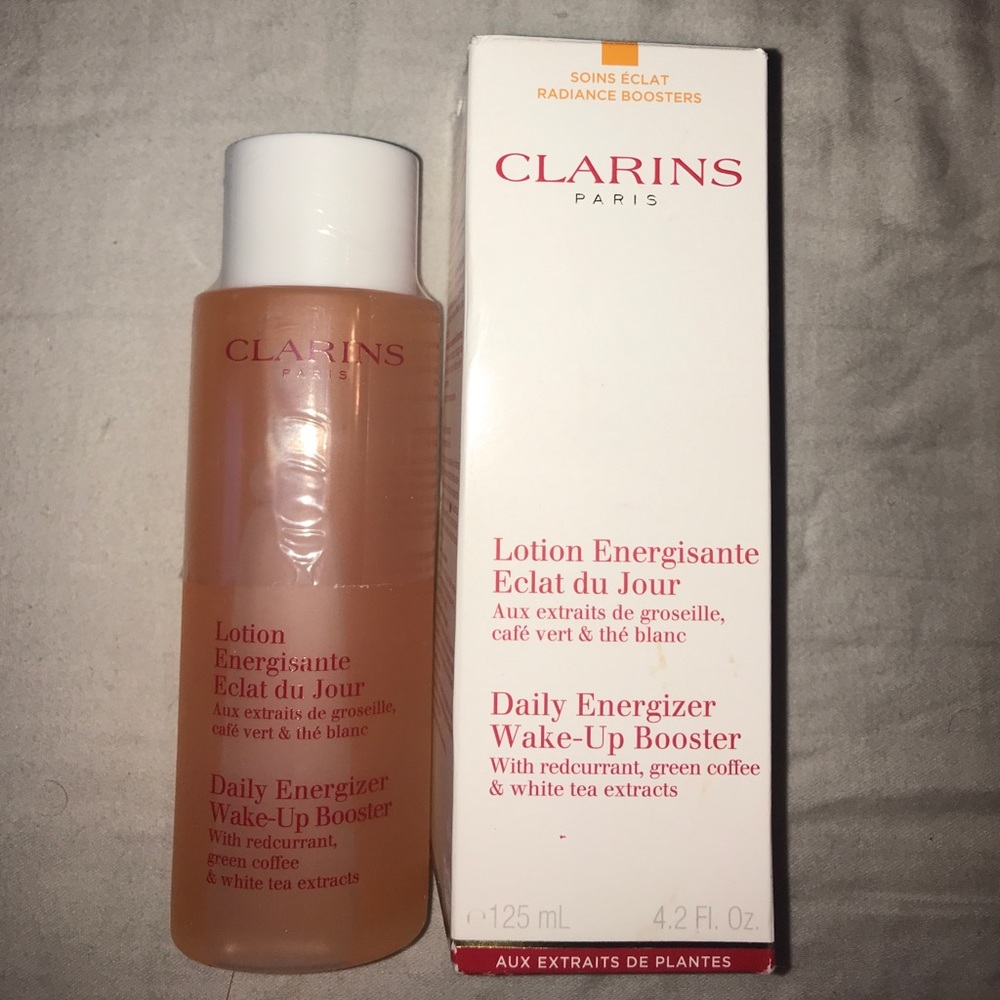 CLARINS
PARIS
Lotion
Energisante
Eclat du Jour
Aux extraits de groseille,
café vert & thé blanc
Daily Energizer
Wake-Up Booster
With redcurrant,
green coffee
& white tea extracts
SOINS ÉCLAT
RADIANCE BOOSTERS
CLARINS
PARIS
Lotion Energisante
Eclat du Jour
Aux extraits de groseille,
café vert & thé blanc
Daily Energizer
Wake-Up Booster
With redcurrant, green coffee
& white tea extracts
℮125 mL 4.2 Fl. Oz.
AUX EXTRAITS DE PLANTES